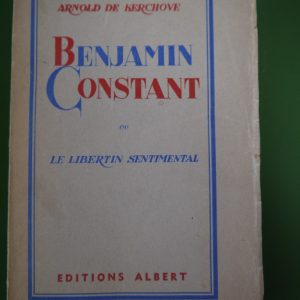 ARNOLD DE KERCHOVE
BENJAMIN
CONSTANT
ou
LE LIBERTIN SENTIMENTAL
EDITIONS ALBERT